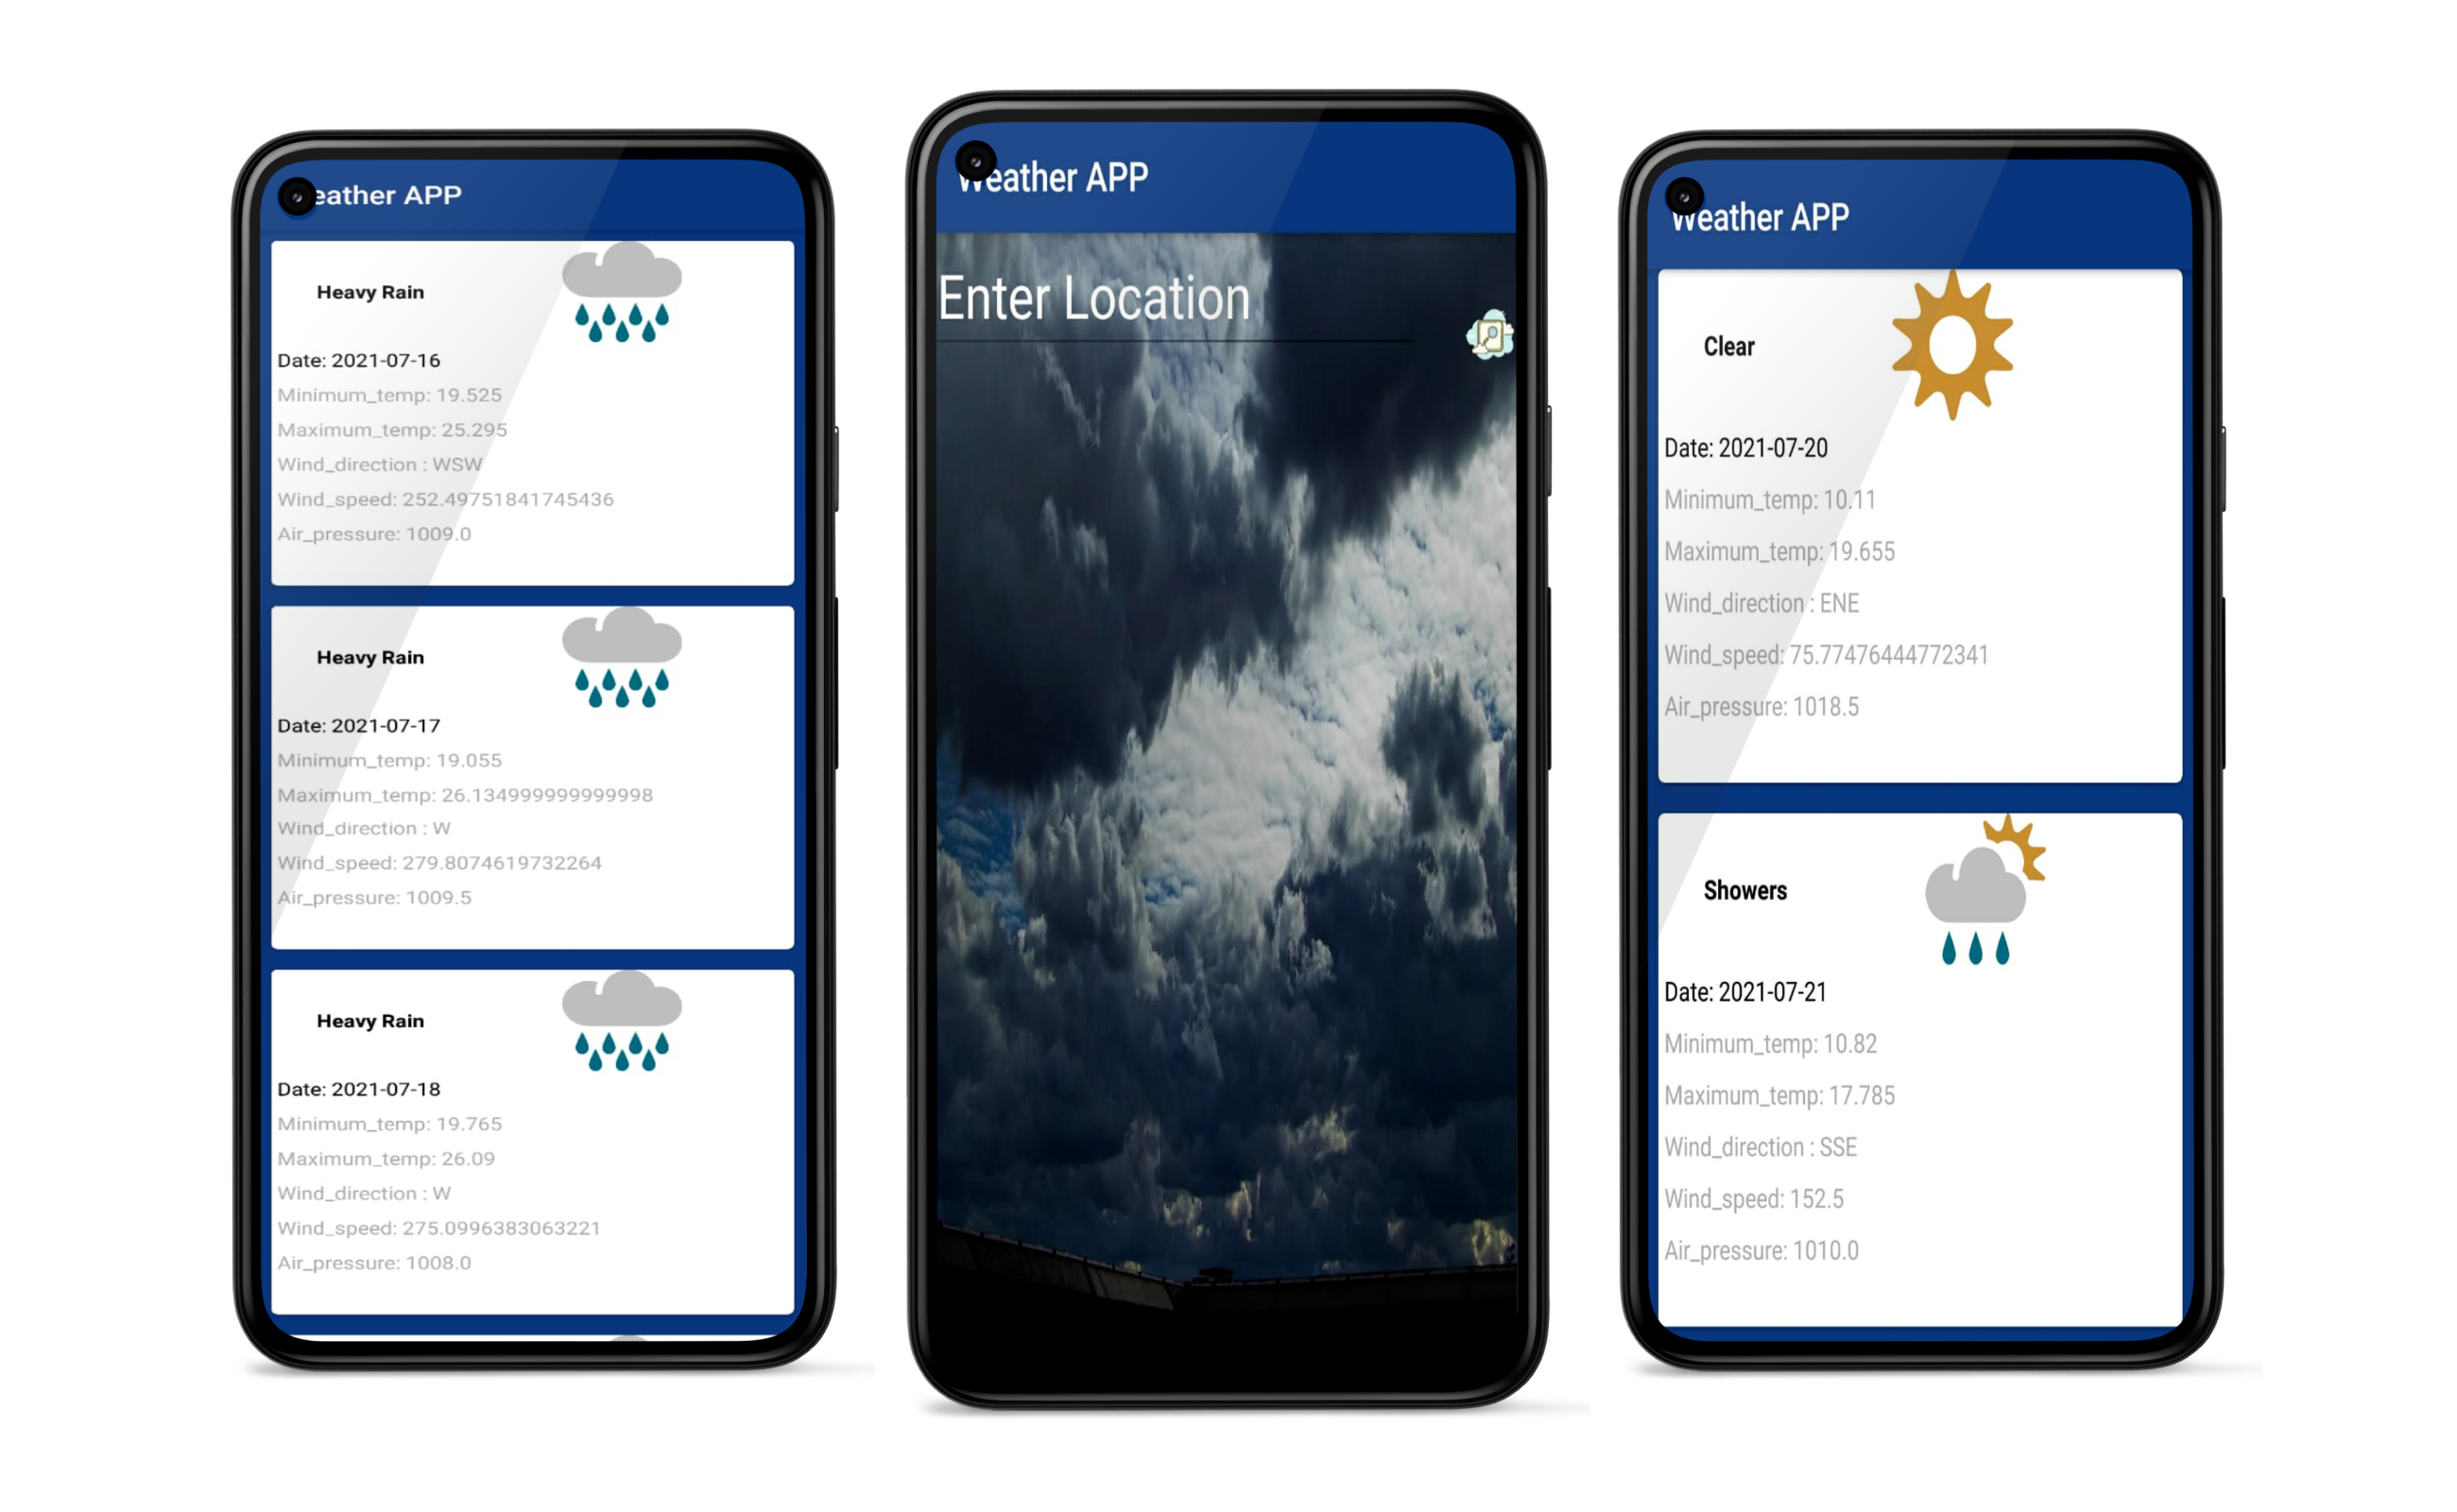 eather APP
Heavy Rain
Date: 2021-07-16
Minimum_temp: 19.525
Maximum_temp: 25.295
Wind_direction : WSW
Wind_speed: 252.49751841745436
Air_pressure: 1009.0
Heavy Rain
Date: 2021-07-17
Minimum_temp: 19.055
Maximum_temp: 26.134999999999998
Wind_direction : W
Wind_speed: 279.8074619732264
Air_pressure: 1009.5
Heavy Rain
Date: 2021-07-18
Minimum_temp: 19.765
Maximum_temp: 26.09
Wind_direction : W
Wind_speed: 275.0996383063221
Air_pressure: 1008.0
Weather APP
Enter Location
Weather APP
Clear
Date: 2021-07-20
Minimum_temp: 10.11
Maximum_temp: 19.655
Wind_direction : ENE
Wind_speed: 75.77476444772341
Air_pressure: 1018.5
Showers
Date: 2021-07-21
Minimum_temp: 10.82
Maximum_temp: 17.785
Wind_direction : SSE
Wind_speed: 152.5
Air_pressure: 1010.0